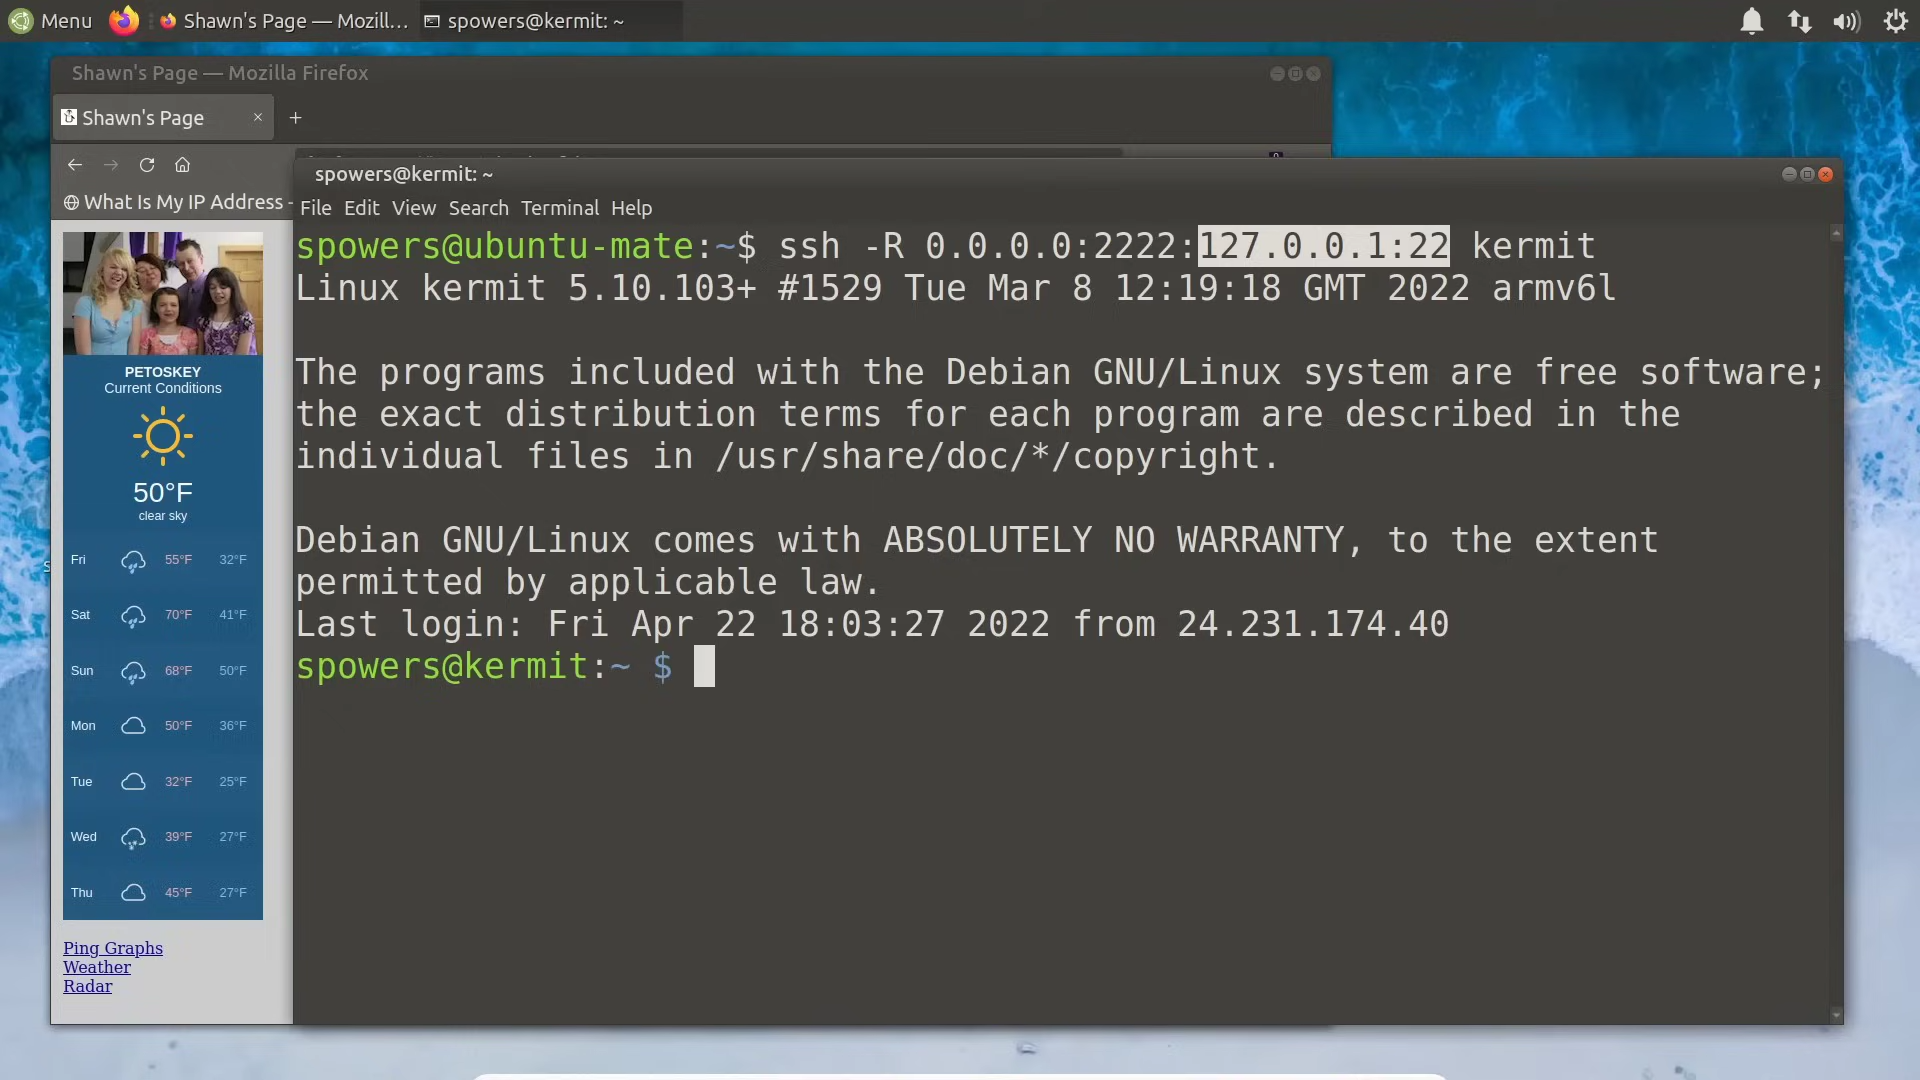 Menu
Shawn's Page — Mozill...
spowers@kermit: ~
Shawn's Page — Mozilla Firefox
Shawn's Page
What Is My IP Address -
spowers@kermit: ~
File Edit View Search Terminal Help
spowers@ubuntu-mate:~$ ssh -R 0.0.0.0:2222:127.0.0.1:22 kermit
Linux kermit 5.10.103+ #1529 Tue Mar 8 12:19:18 GMT 2022 armv6l
The programs included with the Debian GNU/Linux system are free software;
the exact distribution terms for each program are described in the
individual files in /usr/share/doc/*/copyright.
Debian GNU/Linux comes with ABSOLUTELY NO WARRANTY, to the extent
permitted by applicable law.
Last login: Fri Apr 22 18:03:27 2022 from 24.231.174.40
spowers@kermit:~ $
PETOSKEY
Current Conditions
50°F
clear sky
Fri 55°F 32°F
Sat 70°F 41°F
Sun 68°F 50°F
Mon 50°F 36°F
Tue 32°F 25°F
Wed 39°F 27°F
Thu 45°F 27°F
Ping Graphs
Weather
Radar